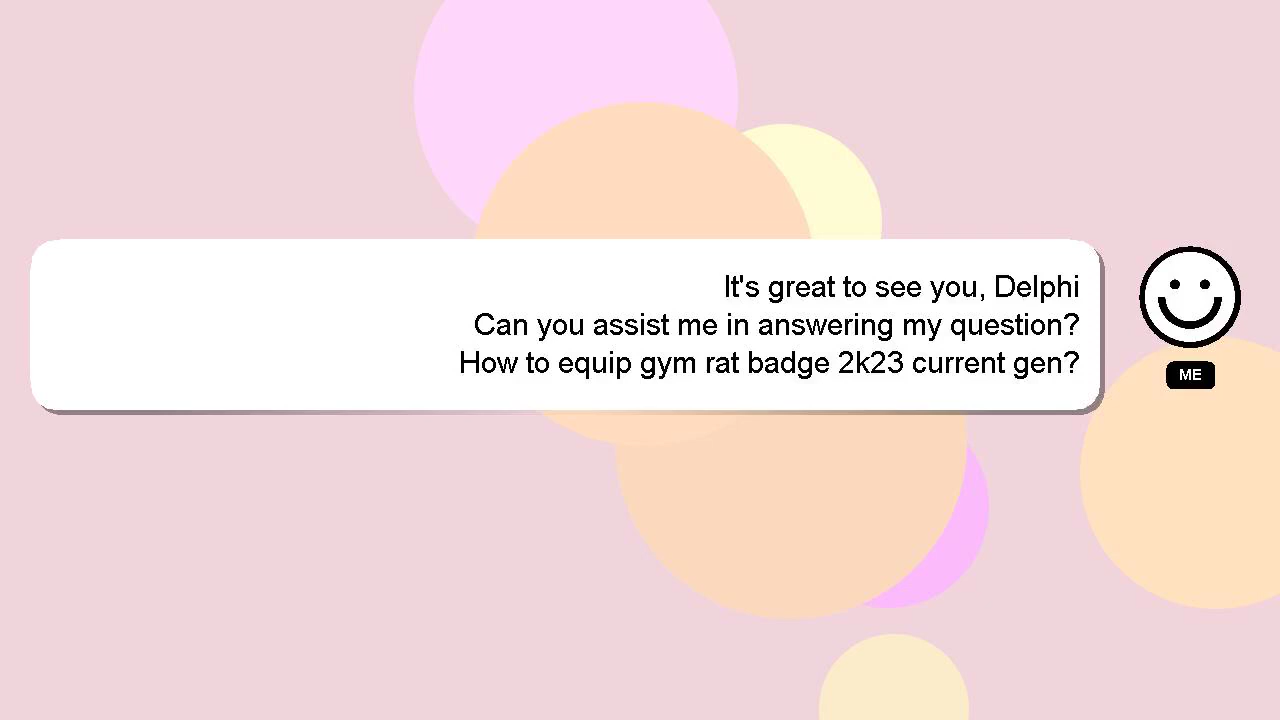 It's great to see you, Delphi
Can you assist me in answering my question?
How to equip gym rat badge 2k23 current gen?
ME